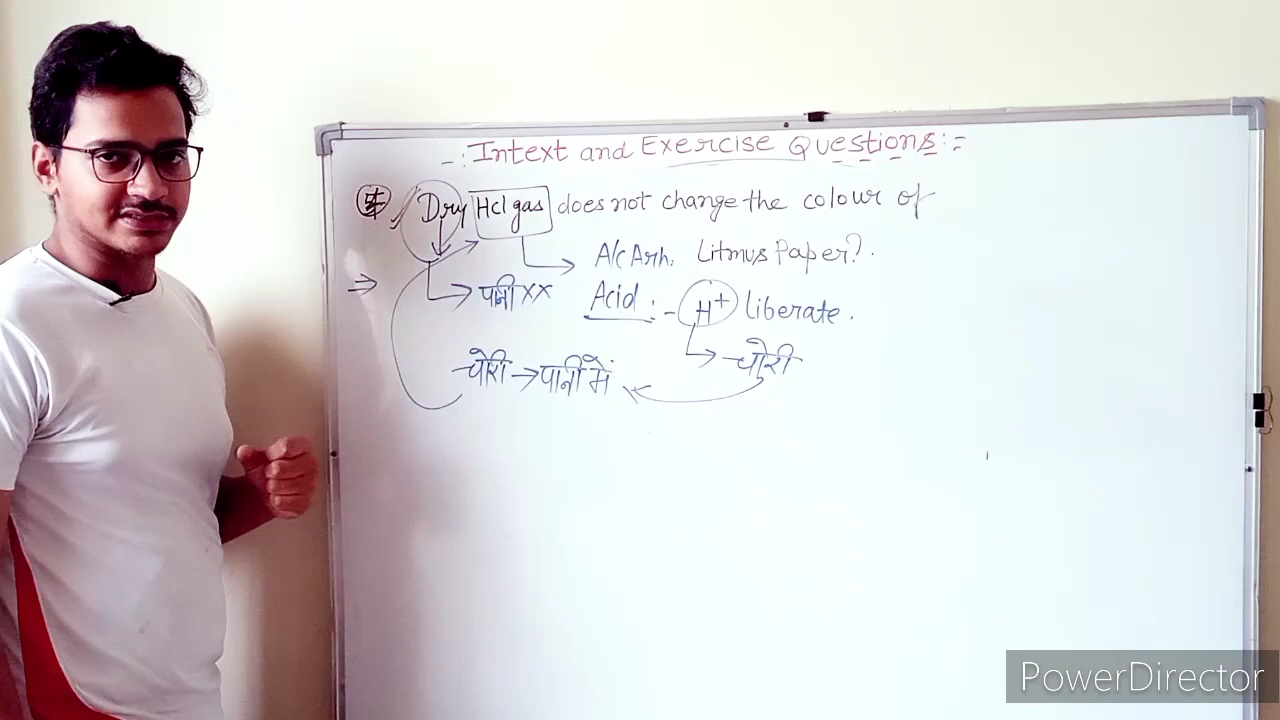 -: Intext and Exercise Questions :-
Dry Hcl gas does not change the colour of
A/c Arh. Litmus Paper?.
⇒ → पानी xx Acid :- H+ liberate.
→ चोरी
चोरी → पानी में
PowerDirector